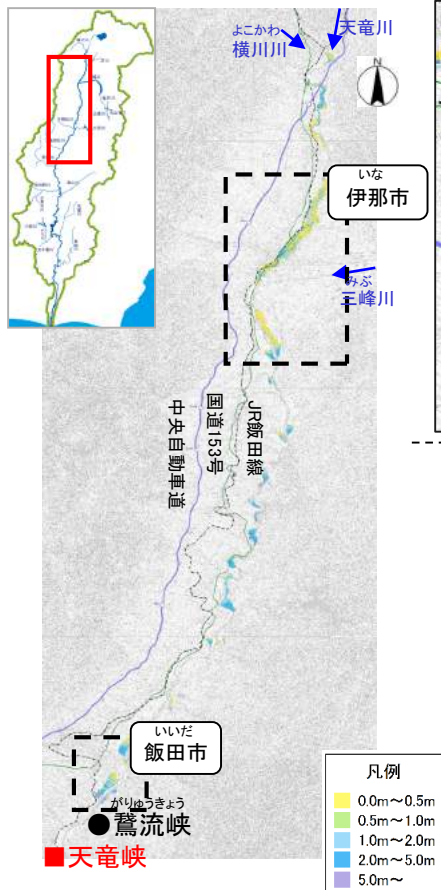 よこかわ
横川川
天竜川
N
いな
伊那市
みぶ
三峰川
JR飯田線
国道153号
中央自動車道
いいだ
飯田市
がりゅうきょう
●鵞流峡
■天竜峡
凡例
0.0m～0.5m
0.5m～1.0m
1.0m～2.0m
2.0m～5.0m
5.0m～